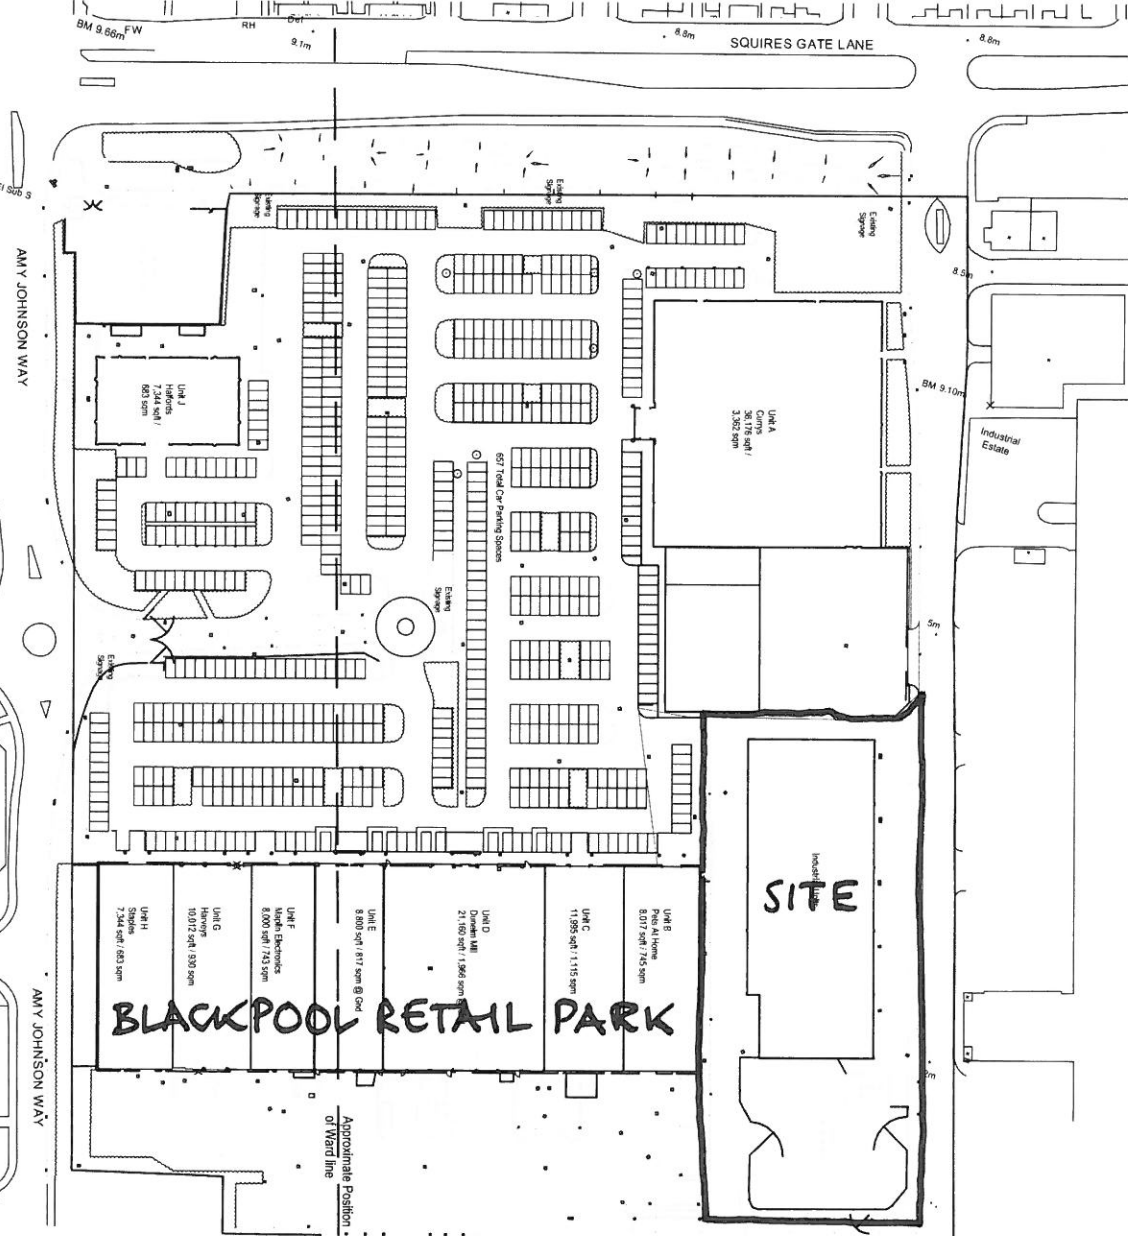 BM 9.66m
FW
RH
9.1m
8.8m
SQUIRES GATE LANE
8.8m
El Sub S
Existing
Signage
Existing
Signage
Existing
Signage
AMY JOHNSON WAY
8.5m
BM 9.10m
Industrial
Estate
Unit J
Halfords
7,344 sqft /
683 sqm
Unit A
Currys
36,176 sqft /
3,362 sqm
657 Total Car Parking Spaces
Existing
Signage
5m
Existing
Signage
Unit H
Staples
7,344 sqft / 683 sqm
Unit G
Harveys
10,012 sqft / 930 sqm
Unit F
Maplin Electronics
8,000 sqft / 743 sqm
Unit E
8,800 sqft / 817 sqm @ Gnd
Unit D
Dunelm Mill
21,160 sqft / 1,966 sqm
Unit C
11,995 sqft / 1,115 sqm
Unit B
Pets At Home
8,017 sqft / 745 sqm
SITE
BLACKPOOL RETAIL PARK
AMY JOHNSON WAY
Approximate Position
of Ward line